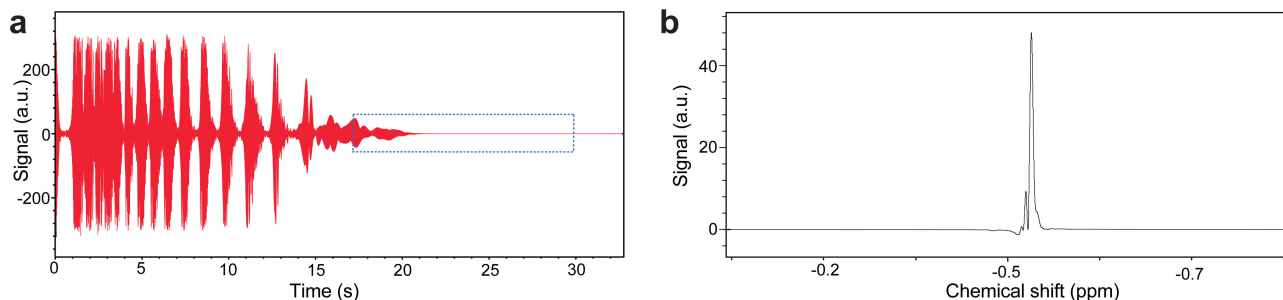 a
Signal (a.u.)
200
0
-200
0 5 10 15 20 25 30
Time (s)
b
Signal (a.u.)
40
20
0
-0.2 -0.5 -0.7
Chemical shift (ppm)